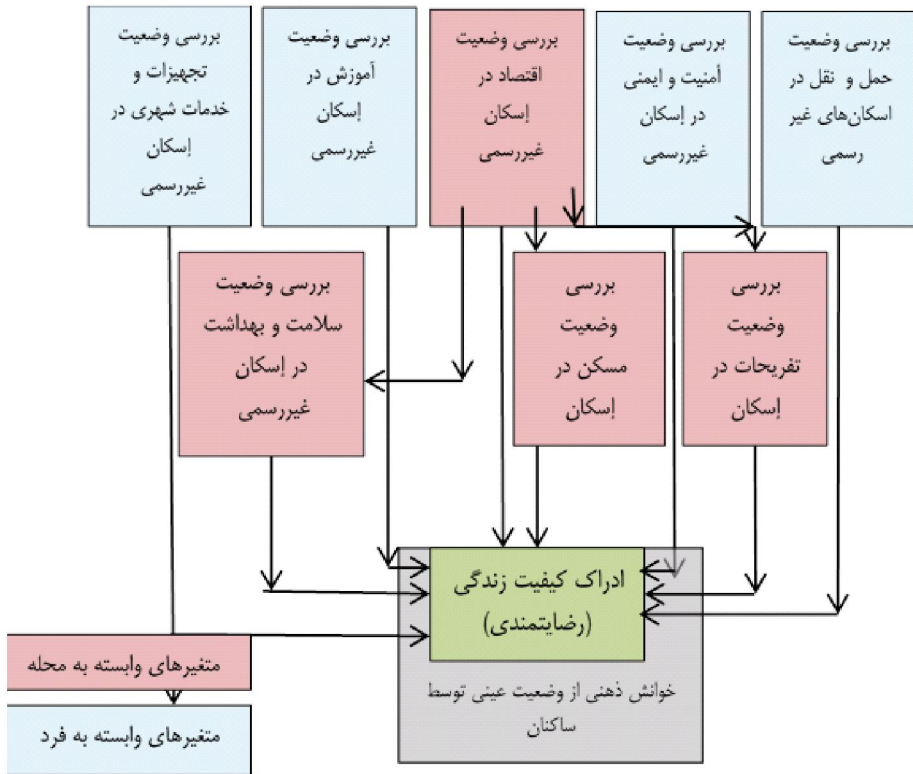 بررسی وضعیت
حمل و نقل در
اسکان‌های غیر
رسمی
بررسی وضعیت
أمنیت و ایمنی
در إسکان
غیررسمی
بررسی وضعیت
اقتصاد در
إسکان
غیررسمی
بررسی وضعیت
آموزش در
إسکان
غیررسمی
بررسی وضعیت
تجهیزات و
خدمات شهری در
إسکان
غیررسمی
بررسی
وضعیت
تفریحات در
إسکان
بررسی
وضعیت
مسکن در
إسکان
بررسی وضعیت
سلامت و بهداشت
در إسکان
غیررسمی
ادراک کیفیت زندگی
(رضایتمندی)
خوانش ذهنی از وضعیت عینی توسط
ساکنان
متغیرهای وابسته به محله
متغیرهای وابسته به فرد